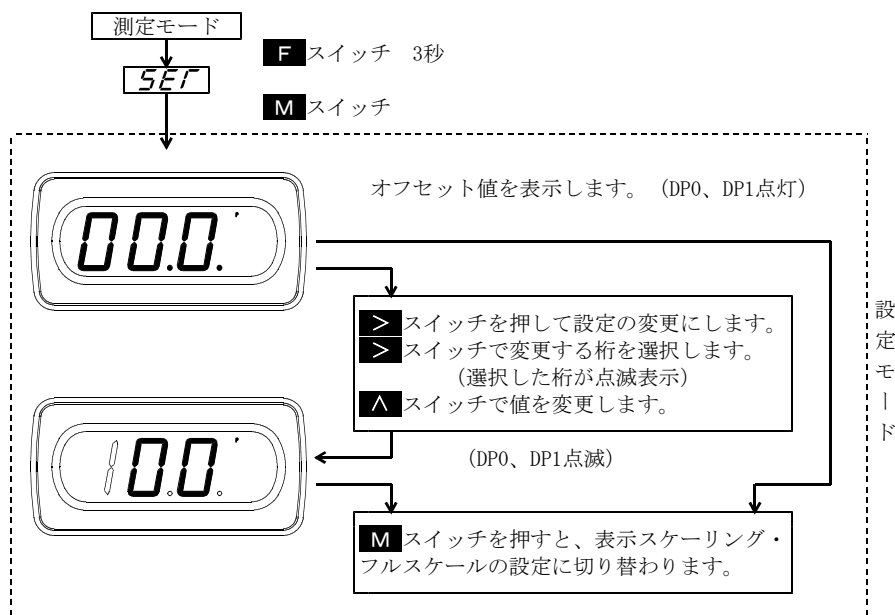 測定モード
F スイッチ 3秒
SET
M スイッチ
オフセット値を表示します。（DP0、DP1点灯）
00.0.
> スイッチを押して設定の変更にします。
> スイッチで変更する桁を選択します。
（選択した桁が点滅表示）
∧ スイッチで値を変更します。
設定モード
100.0.
（DP0、DP1点滅）
M スイッチを押すと、表示スケーリング・
フルスケールの設定に切り替わります。